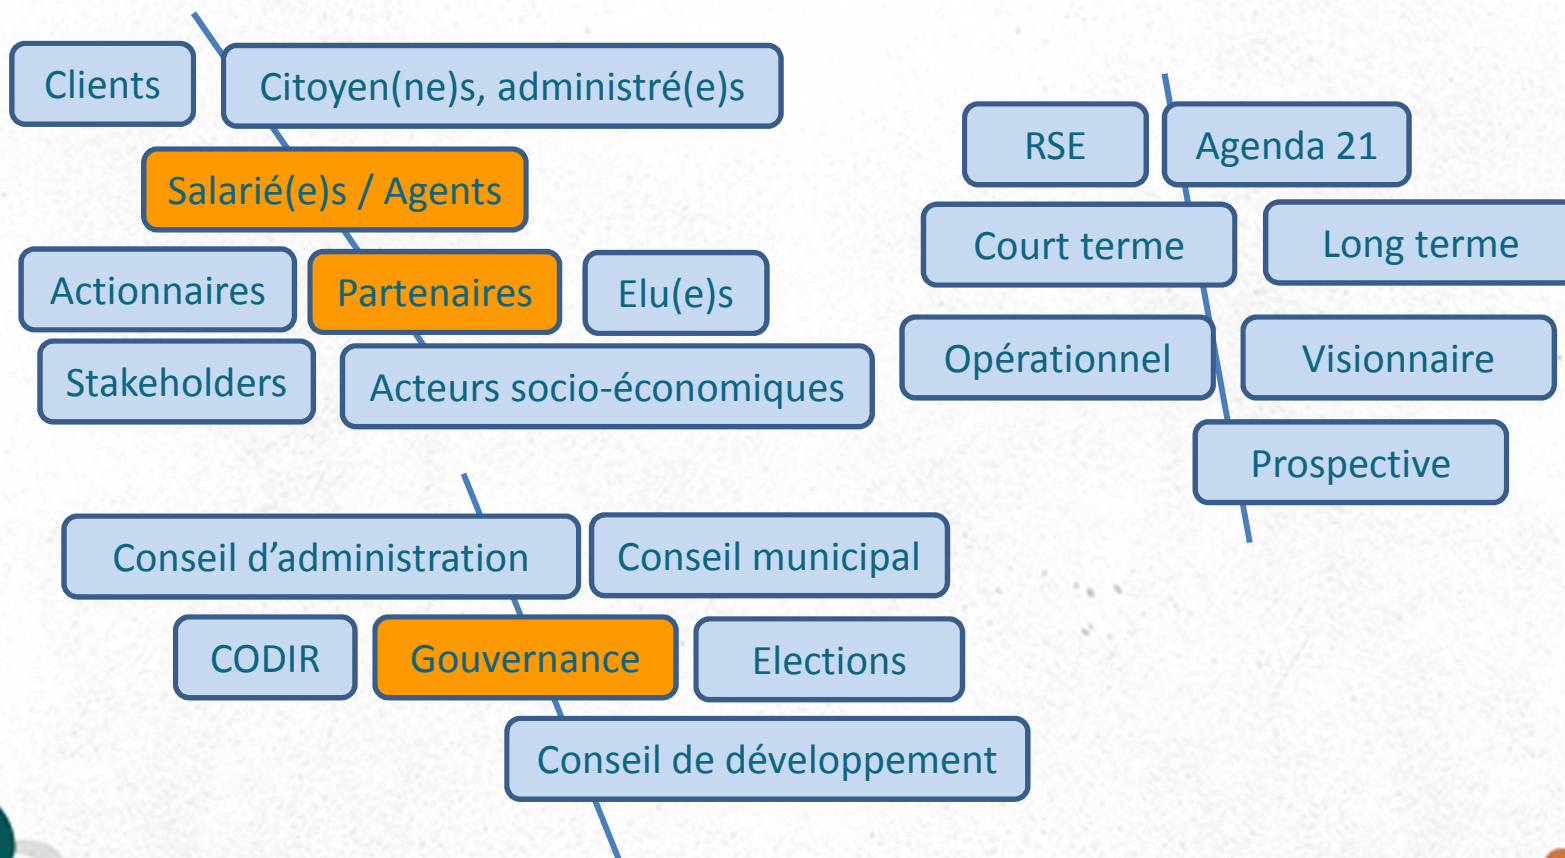 Clients
Citoyen(ne)s, administré(e)s
Salarié(e)s / Agents
Actionnaires
Partenaires
Elu(e)s
Stakeholders
Acteurs socio-économiques
RSE
Agenda 21
Court terme
Long terme
Opérationnel
Visionnaire
Prospective
Conseil d’administration
Conseil municipal
CODIR
Gouvernance
Elections
Conseil de développement